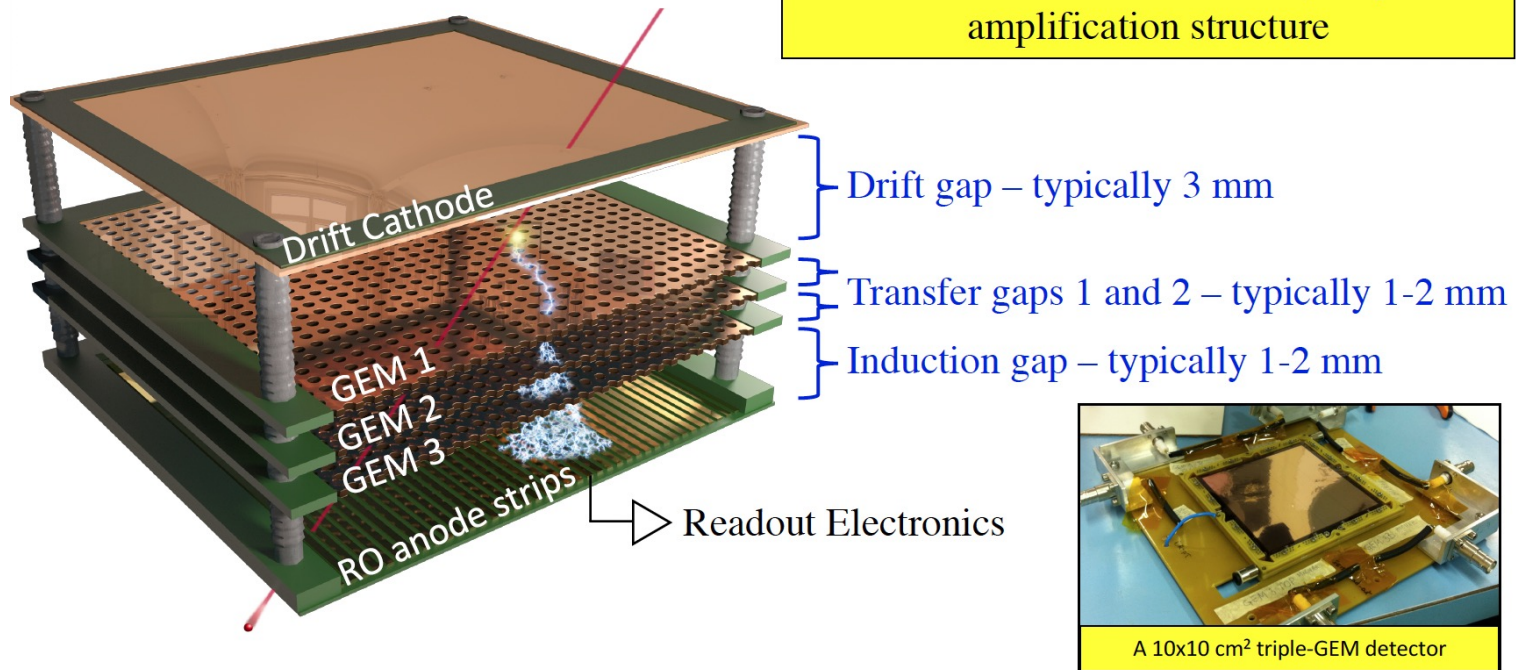 amplification structure
Drift Cathode
Drift gap – typically 3 mm
Transfer gaps 1 and 2 – typically 1-2 mm
Induction gap – typically 1-2 mm
GEM 1
GEM 2
GEM 3
RO anode strips
Readout Electronics
A 10x10 cm² triple-GEM detector